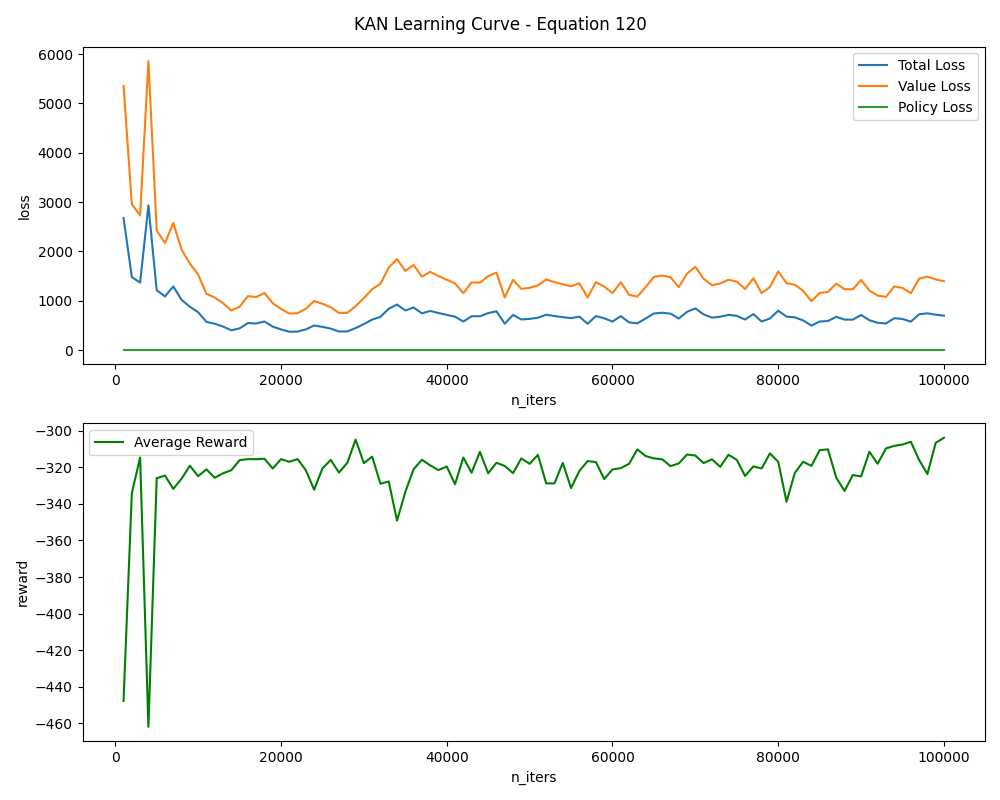 KAN Learning Curve - Equation 120
6000
5000
4000
3000
2000
1000
0
loss
Total Loss
Value Loss
Policy Loss
0 20000 40000 60000 80000 100000
n_iters
−300
−320
−340
−360
−380
−400
−420
−440
−460
reward
Average Reward
0 20000 40000 60000 80000 100000
n_iters